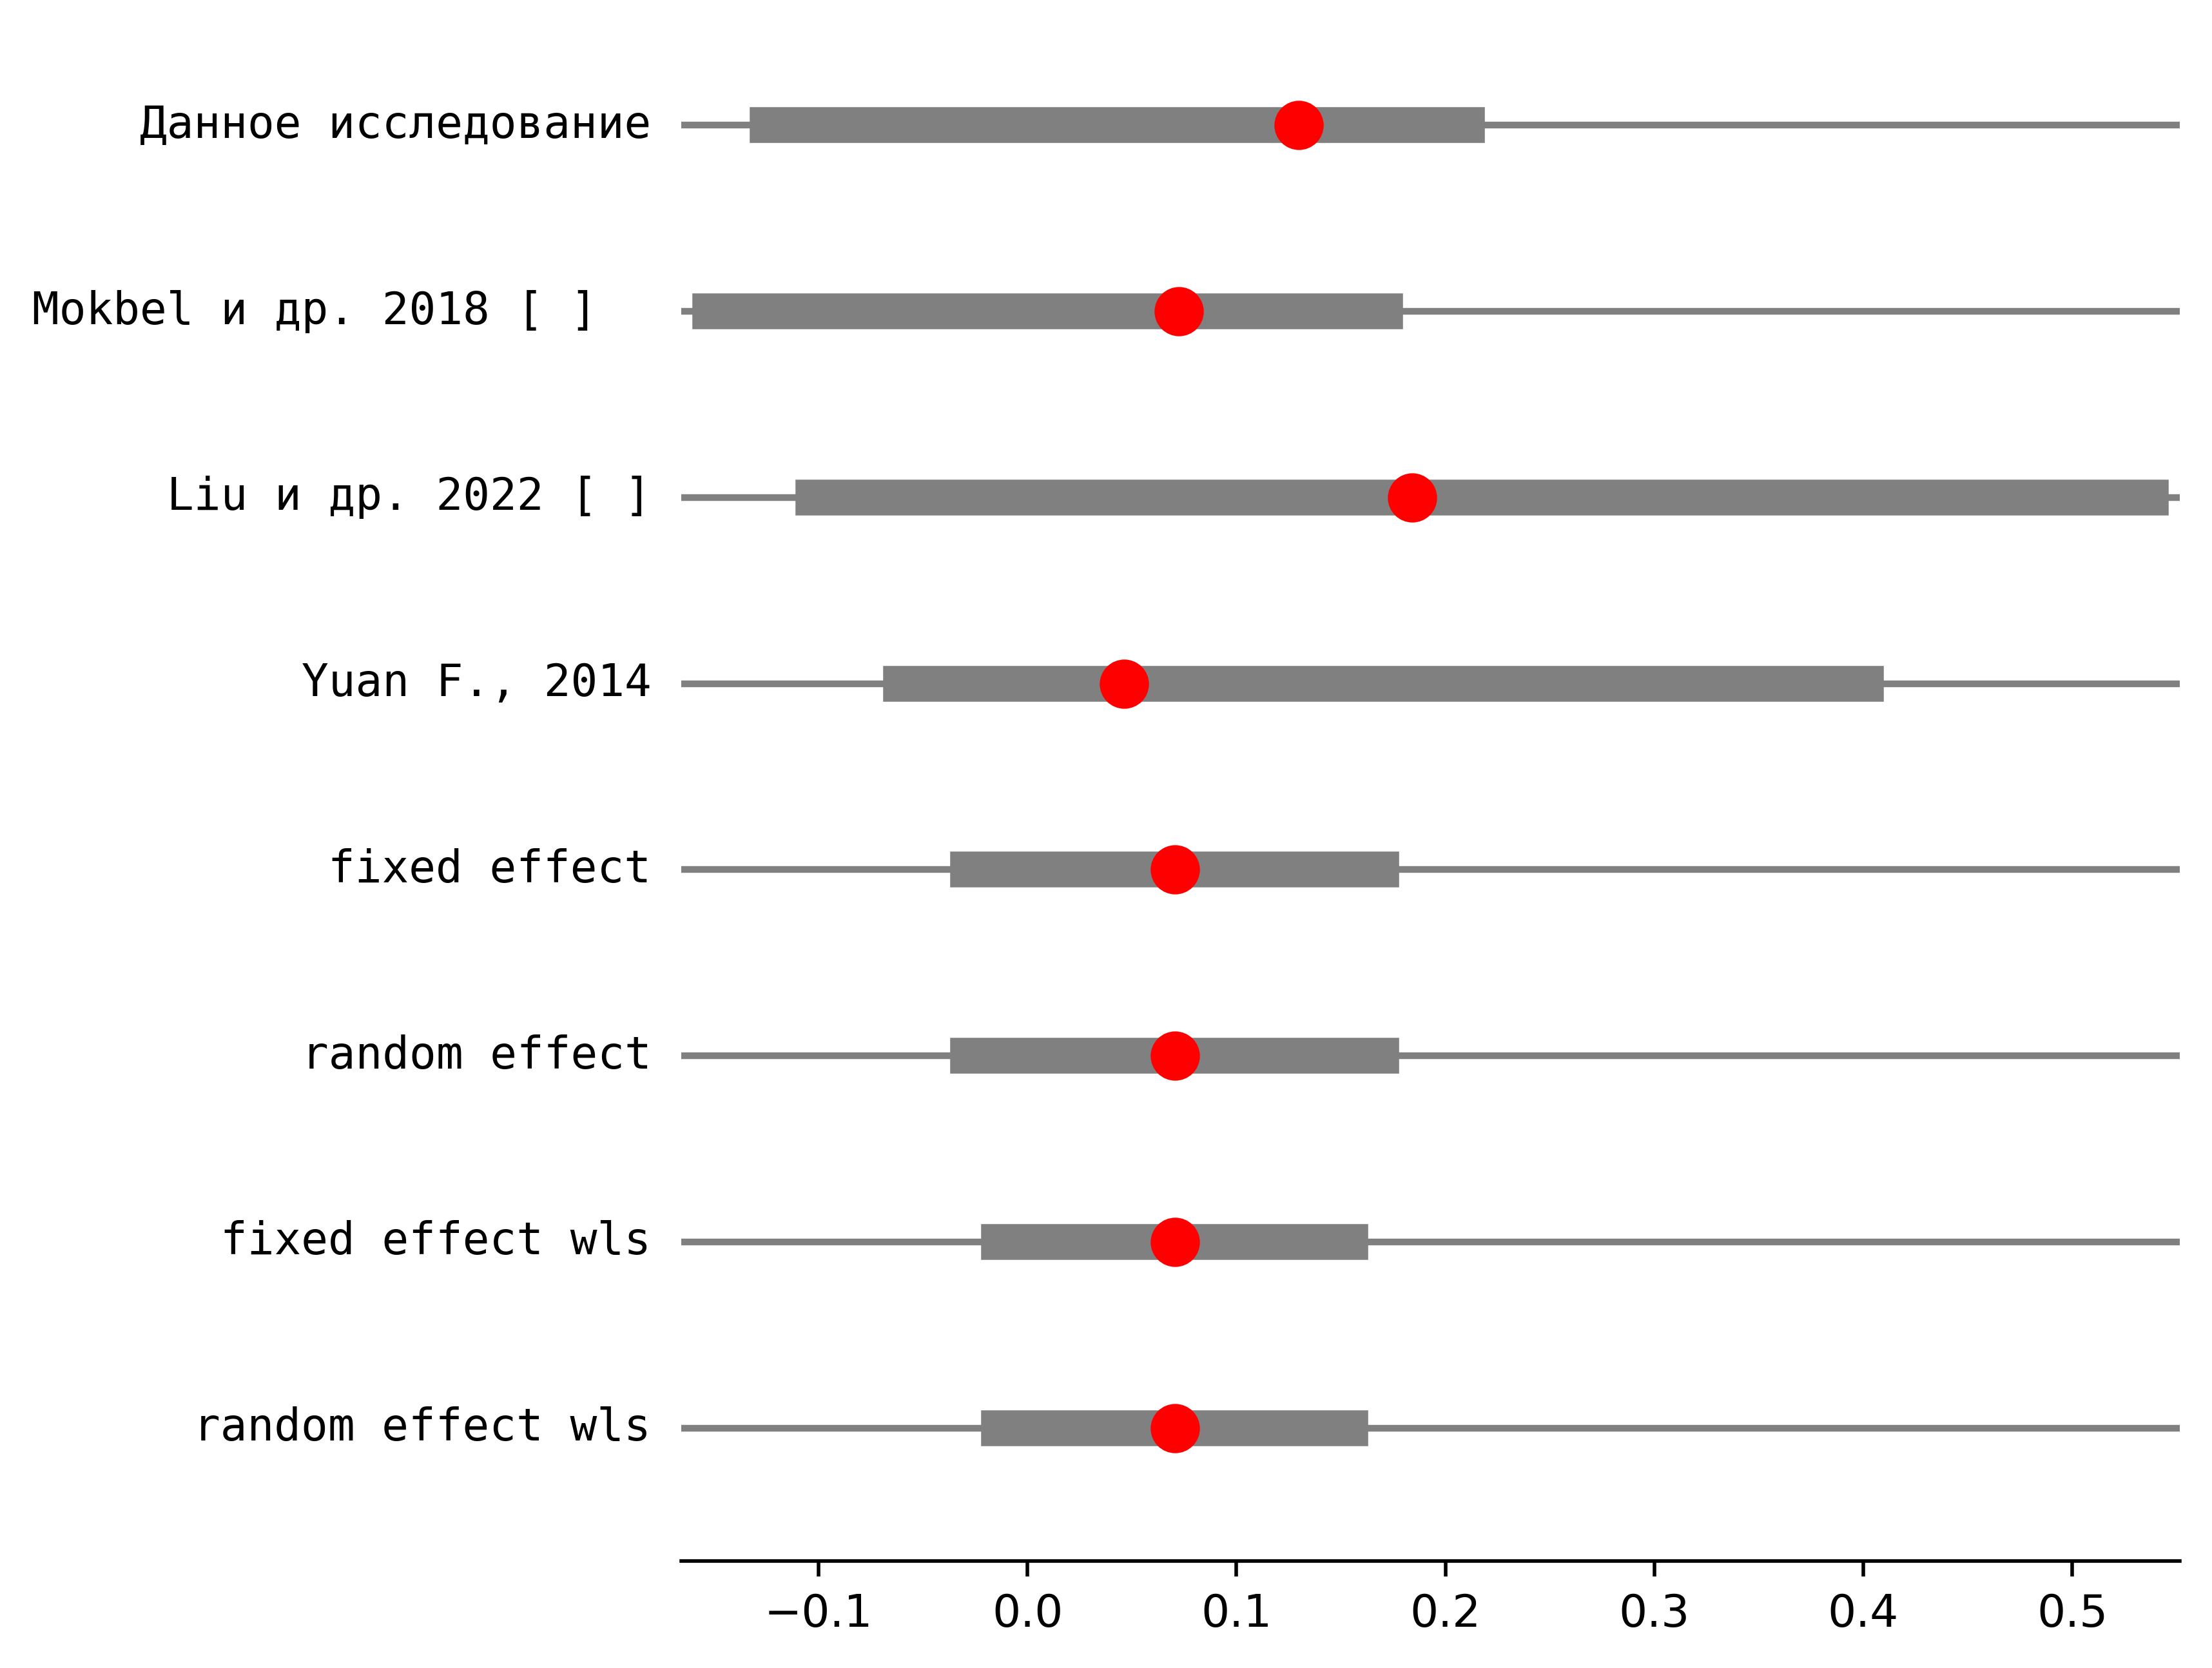 Данное исследование
Mokbel и др. 2018 [ ]
Liu и др. 2022 [ ]
Yuan F., 2014
fixed effect
random effect
fixed effect wls
random effect wls
−0.1 0.0 0.1 0.2 0.3 0.4 0.5